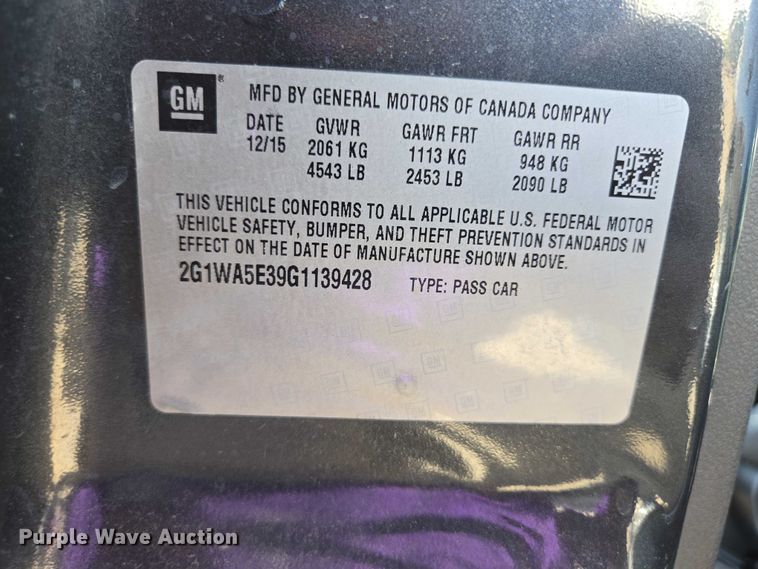 GM
MFD BY GENERAL MOTORS OF CANADA COMPANY
DATE GVWR GAWR FRT GAWR RR
12/15 2061 KG 1113 KG 948 KG
4543 LB 2453 LB 2090 LB
THIS VEHICLE CONFORMS TO ALL APPLICABLE U.S. FEDERAL MOTOR
VEHICLE SAFETY, BUMPER, AND THEFT PREVENTION STANDARDS IN
EFFECT ON THE DATE OF MANUFACTURE SHOWN ABOVE.
2G1WA5E39G1139428 TYPE: PASS CAR
Purple Wave Auction